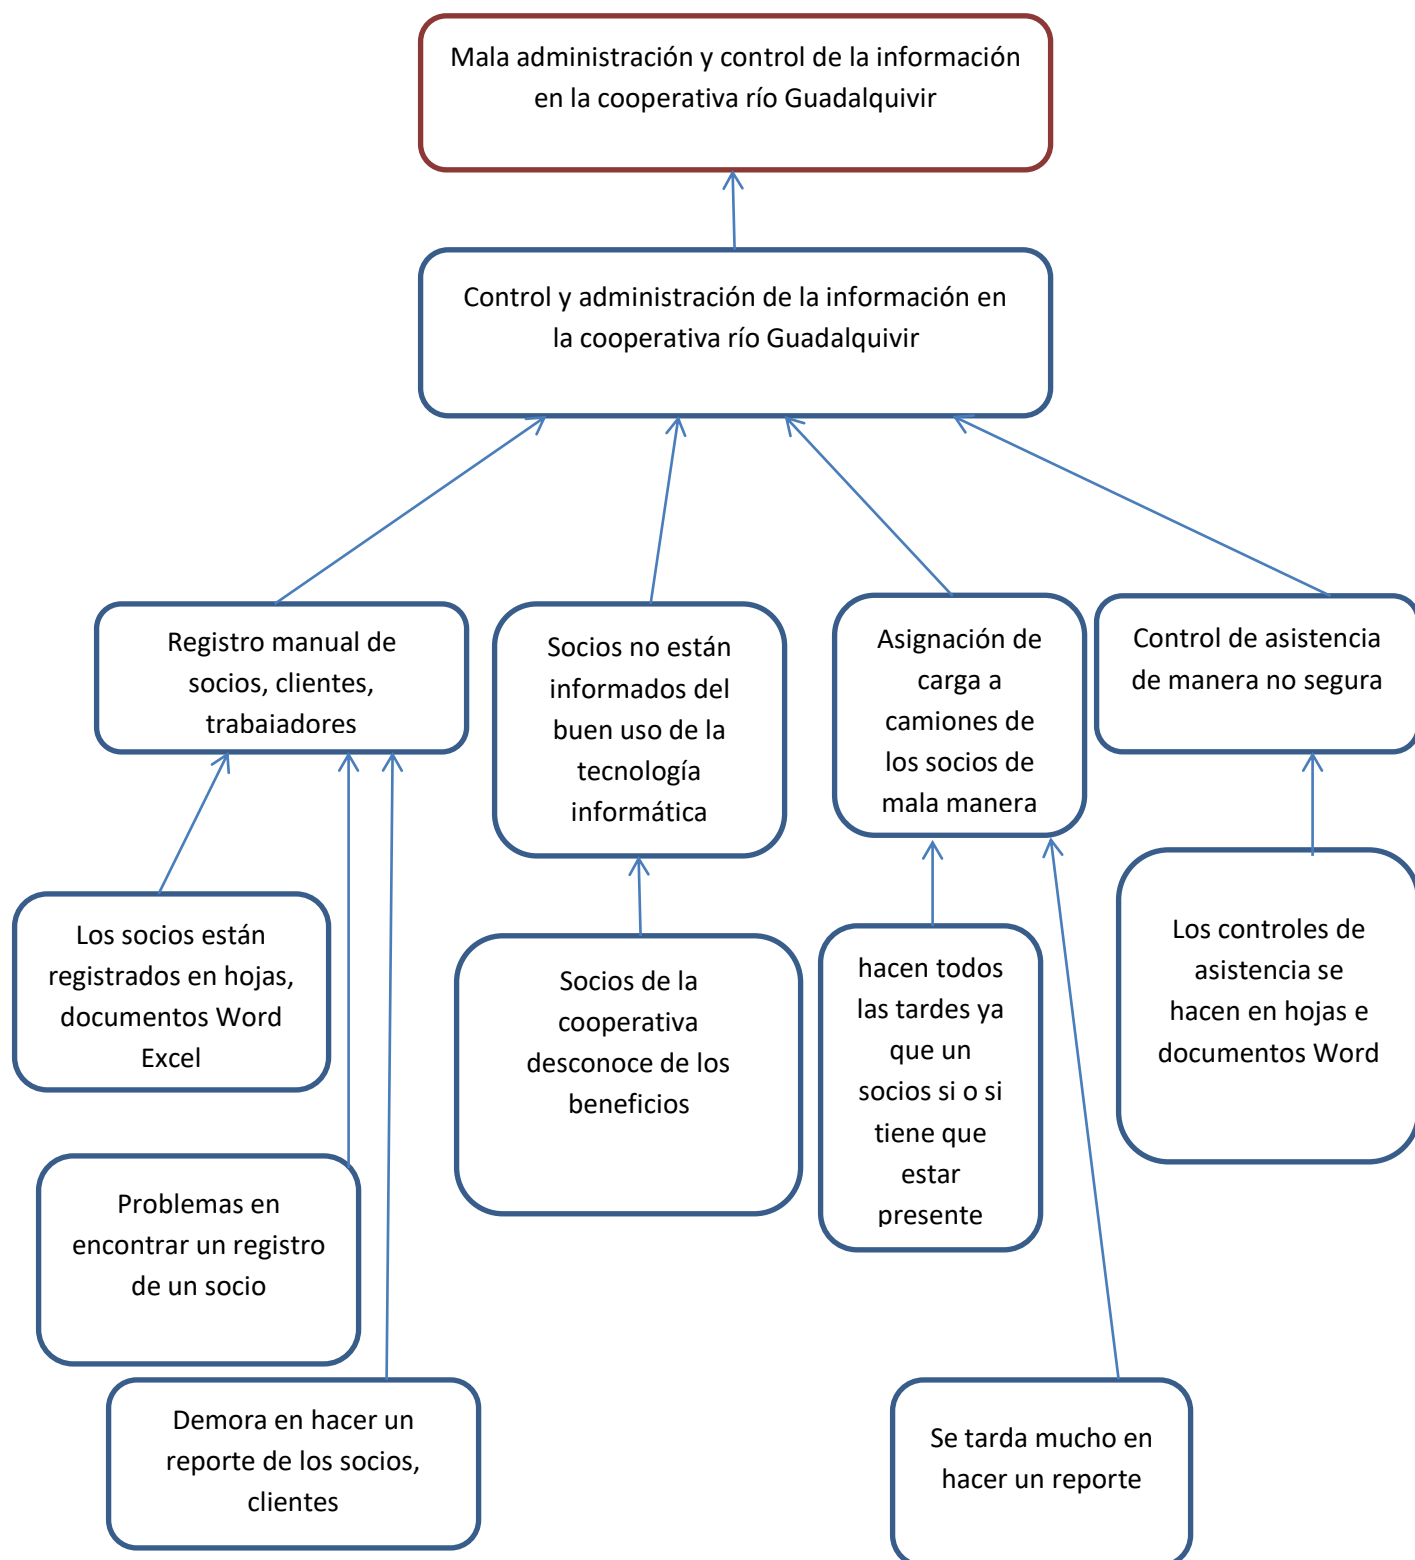 Mala administración y control de la información
en la cooperativa río Guadalquivir
Control y administración de la información en
la cooperativa río Guadalquivir
Registro manual de
socios, clientes,
trabajadores
Socios no están
informados del
buen uso de la
tecnología
informática
Asignación de
carga a
camiones de
los socios de
mala manera
Control de asistencia
de manera no segura
Los socios están
registrados en hojas,
documentos Word
Excel
Socios de la
cooperativa
desconoce de los
beneficios
hacen todos
las tardes ya
que un
socios si o si
tiene que
estar
presente
Los controles de
asistencia se
hacen en hojas e
documentos Word
Problemas en
encontrar un registro
de un socio
Demora en hacer un
reporte de los socios,
clientes
Se tarda mucho en
hacer un reporte